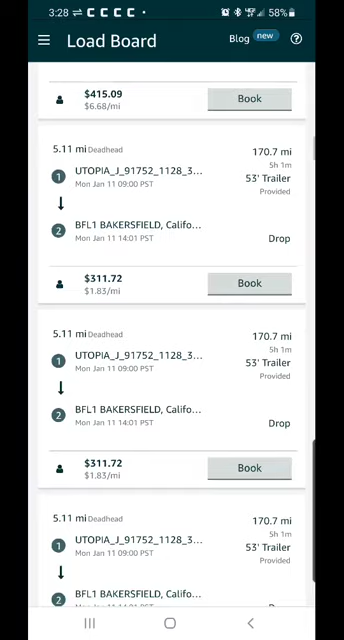 3:28
58%
Load Board
Blog new
$415.09
$6.68/mi
Book
5.11 mi Deadhead
170.7 mi
5h 1m
1 UTOPIA_J_91752_1128_3...
Mon Jan 11 09:00 PST
53' Trailer
Provided
2 BFL1 BAKERSFIELD, Califo...
Mon Jan 11 14:01 PST
Drop
$311.72
$1.83/mi
Book
5.11 mi Deadhead
170.7 mi
5h 1m
1 UTOPIA_J_91752_1128_3...
Mon Jan 11 09:00 PST
53' Trailer
Provided
2 BFL1 BAKERSFIELD, Califo...
Mon Jan 11 14:01 PST
Drop
$311.72
$1.83/mi
Book
5.11 mi Deadhead
170.7 mi
5h 1m
1 UTOPIA_J_91752_1128_3...
Mon Jan 11 09:00 PST
53' Trailer
Provided
2 BFL1 BAKERSFIELD, Califo...